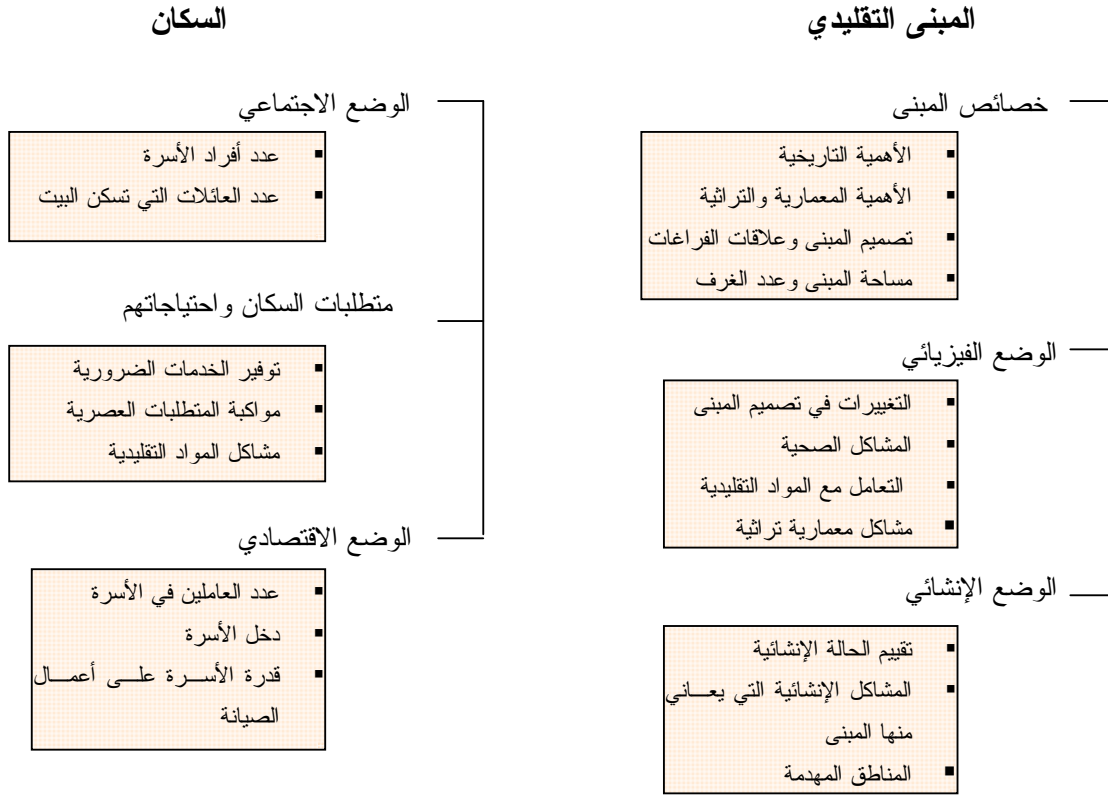 المبنى التقليدي
خصائص المبنى
▪ الأهمية التاريخية
▪ الأهمية المعمارية والتراثية
▪ تصميم المبنى وعلاقات الفراغات
▪ مساحة المبنى وعدد الغرف
الوضع الفيزيائي
▪ التغييرات في تصميم المبنى
▪ المشاكل الصحية
▪ التعامل مع المواد التقليدية
▪ مشاكل معمارية تراثية
الوضع الإنشائي
▪ تقييم الحالة الإنشائية
▪ المشاكل الإنشائية التي يعاني
منها المبنى
▪ المناطق المهدمة
السكان
الوضع الاجتماعي
▪ عدد أفراد الأسرة
▪ عدد العائلات التي تسكن البيت
متطلبات السكان واحتياجاتهم
▪ توفير الخدمات الضرورية
▪ مواكبة المتطلبات العصرية
▪ مشاكل المواد التقليدية
الوضع الاقتصادي
▪ عدد العاملين في الأسرة
▪ دخل الأسرة
▪ قدرة الأسرة على أعمال
الصيانة